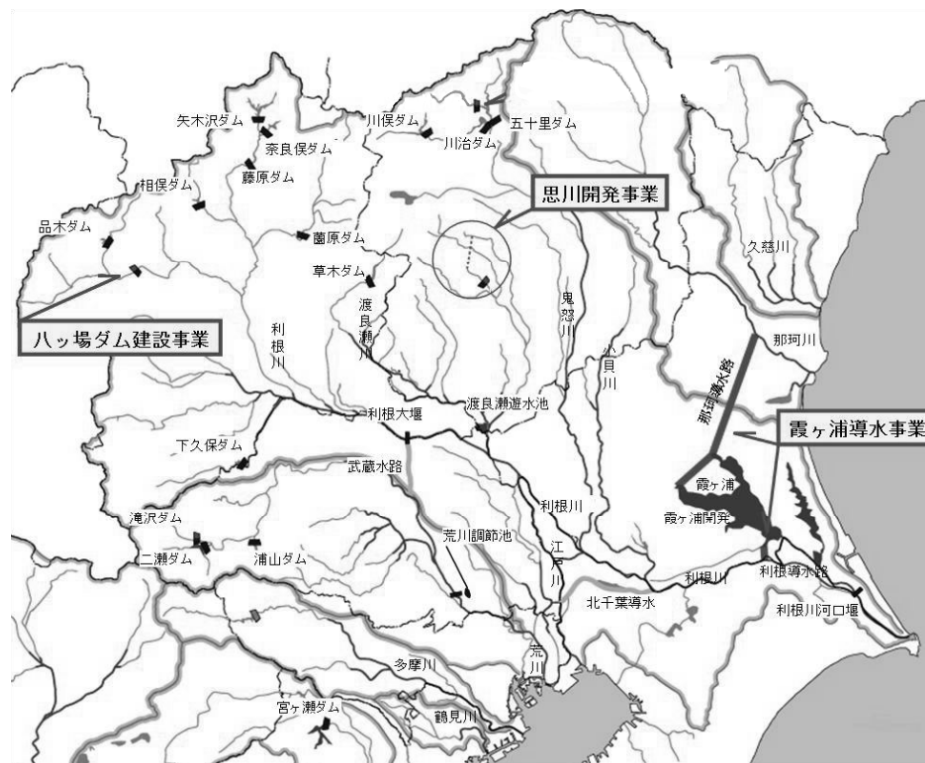 矢木沢ダム
川俣ダム
五十里ダム
奈良俣ダム
川治ダム
藤原ダム
相俣ダム
思川開発事業
品木ダム
薗原ダム
久慈川
草木ダム
渡良瀬川
鬼怒川
八ッ場ダム建設事業
利根川
那珂川
小貝川
那珂導水路
利根大堰
渡良瀬遊水池
霞ヶ浦導水事業
下久保ダム
武蔵水路
霞ヶ浦
利根川
霞ヶ浦開発
滝沢ダム
荒川調節池
二瀬ダム
浦山ダム
江戸川
利根川
利根導水路
北千葉導水
利根川河口堰
荒川
多摩川
宮ヶ瀬ダム
鶴見川